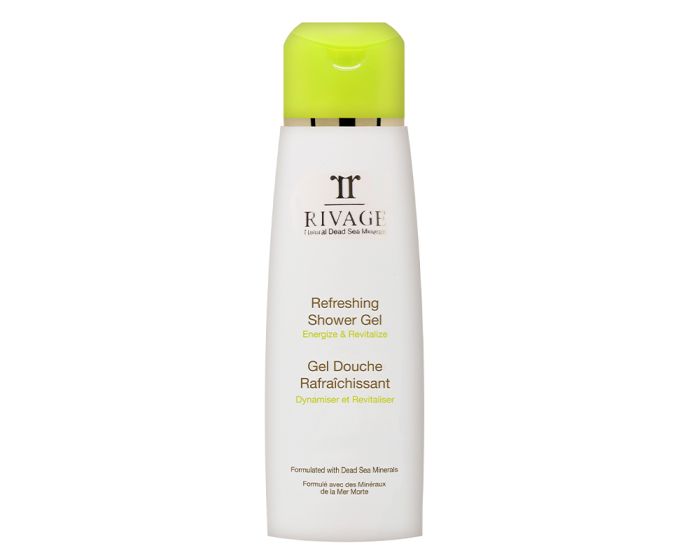 RIVAGE
Natural Dead Sea Minerals
Refreshing
Shower Gel
Energize & Revitalize
Gel Douche
Rafraîchissant
Dynamiser et Revitaliser
Formulated with Dead Sea Minerals
Formulé avec des Minéraux
de la Mer Morte